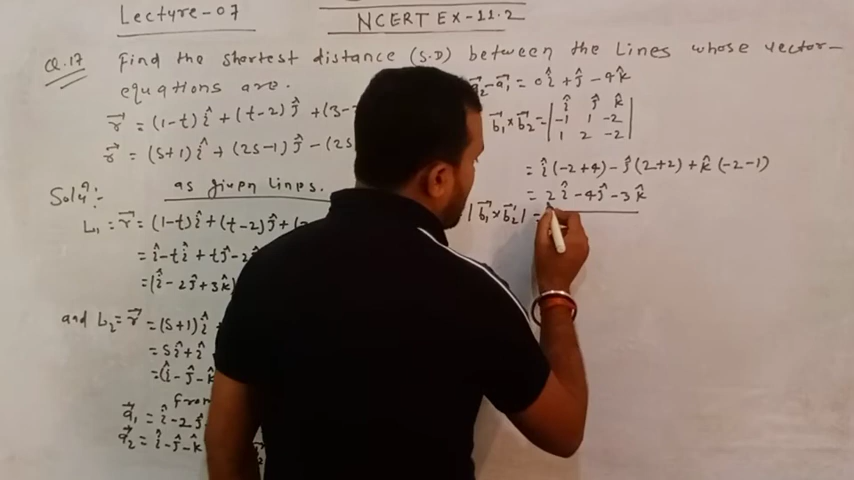 Lecture-07
NCERT EX-11.2
Q.17 Find the shortest distance (S.D) between the Lines whose vector-
equations are.
r⃗ = (1-t)î + (t-2)ĵ + (3-
r⃗ = (s+1)î + (2s-1)ĵ - (2s
Solⁿ:- as given Lines.
L₁ = r⃗ = (1-t)î + (t-2)ĵ +
= î - tî + tĵ - 2
= (î - 2ĵ + 3k̂)
and L₂ = r⃗ = (s+1)î
= sî + î
= (î - ĵ - k̂
From
a⃗₁ = î - 2ĵ
a⃗₂ = î - ĵ - k̂
a⃗₂ - a⃗₁ = 0î + ĵ - 4k̂
b⃗₁ × b⃗₂ = | î ĵ k̂ |
| -1 1 -2 |
| 1 2 -2 |
= î(-2+4) - ĵ(2+2) + k̂(-2-1)
= 2î - 4ĵ - 3k̂
|b⃗₁ × b⃗₂| =